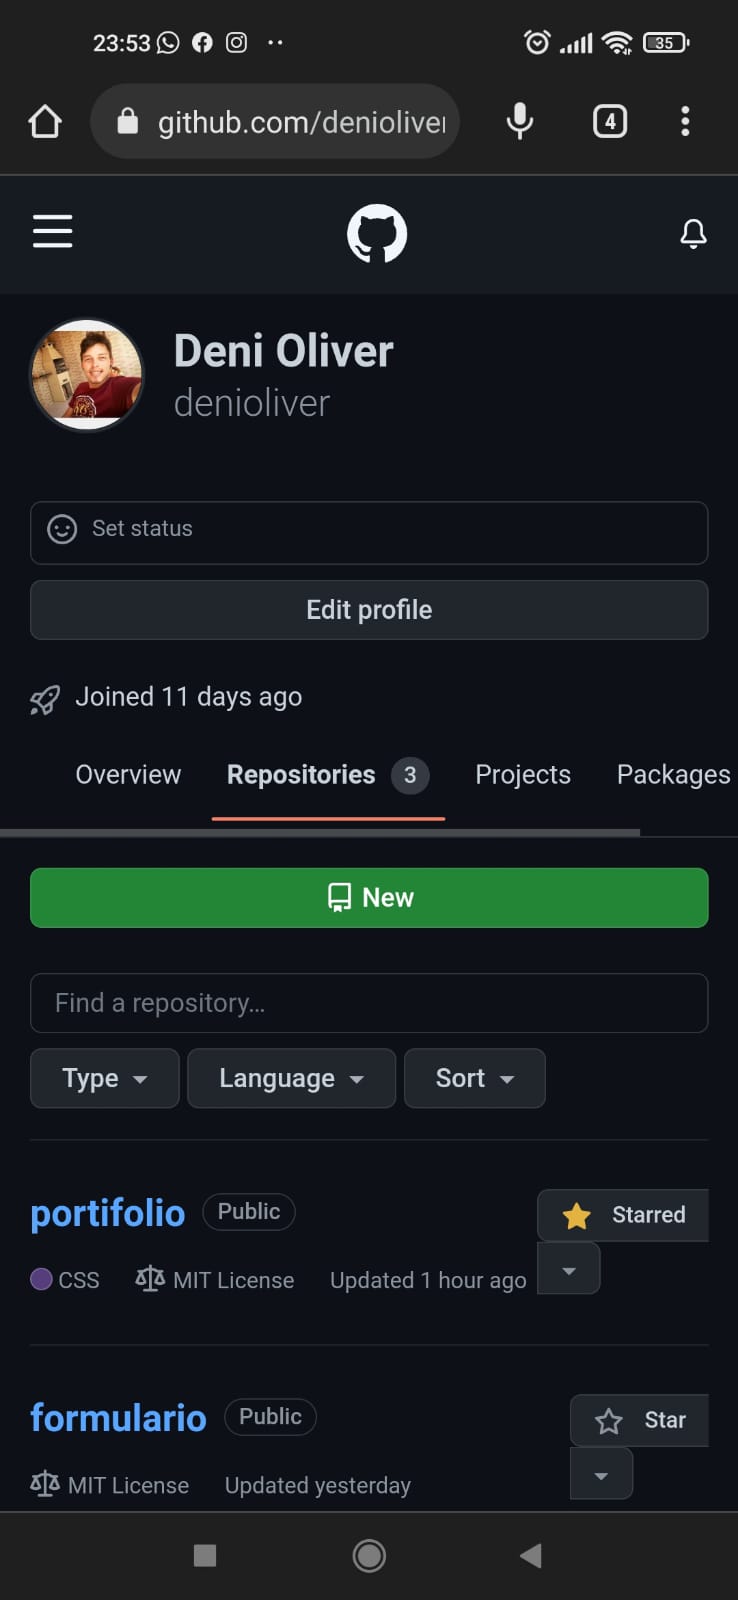 23:53
35
github.com/deniolive
4
Deni Oliver
denioliver
Set status
Edit profile
Joined 11 days ago
Overview Repositories 3 Projects Packages
New
Find a repository…
Type Language Sort
portifolio Public Starred
CSS MIT License Updated 1 hour ago
formulario Public Star
MIT License Updated yesterday